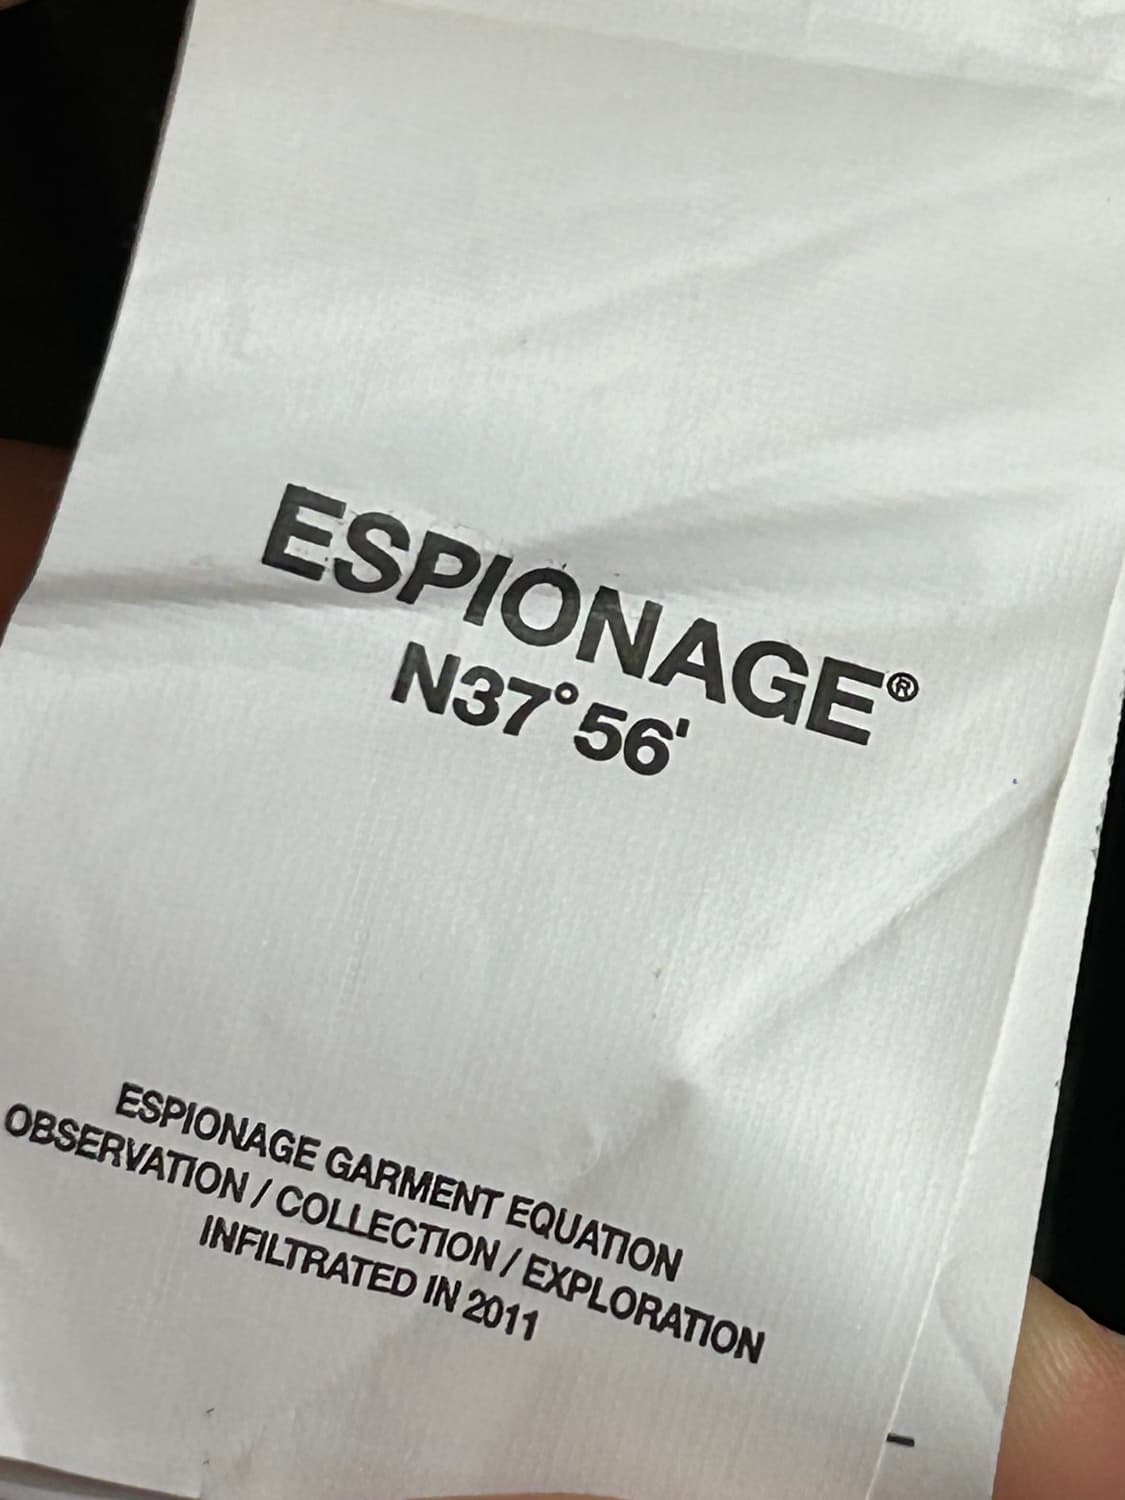 ESPIONAGE®
N37°56'
ESPIONAGE GARMENT EQUATION
OBSERVATION / COLLECTION / EXPLORATION
INFILTRATED IN 2011